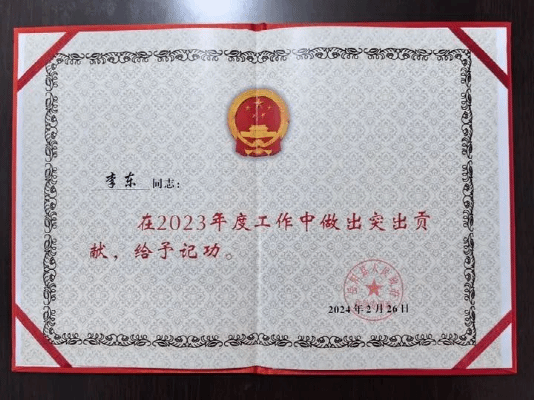 李东 同志：
在2023年度工作中做出突出贡
献，给予记功。
2024年2月26日